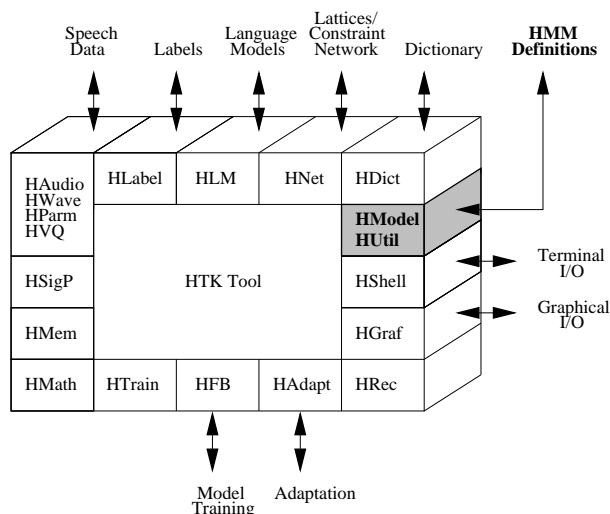 Speech
Data
Labels
Language
Models
Lattices/
Constraint
Network
Dictionary
HMM
Definitions
HAudio
HWave
HParm
HVQ
HLabel
HLM
HNet
HDict
HModel
HUtil
HSigP
HTK Tool
HShell
Terminal
I/O
HMem
HGraf
Graphical
I/O
HMath
HTrain
HFB
HAdapt
HRec
Model
Training
Adaptation